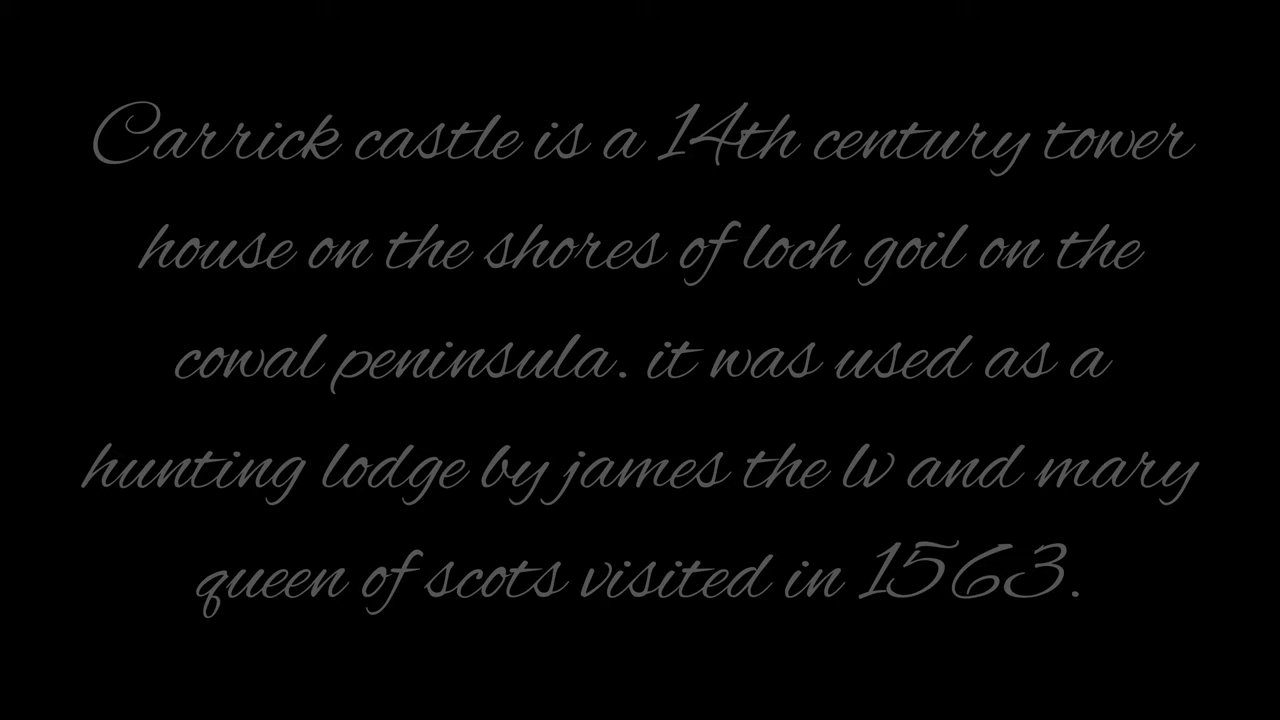 Carrick castle is a 14th century tower
house on the shores of loch goil on the
cowal peninsula. it was used as a
hunting lodge by james the lv and mary
queen of scots visited in 1563.